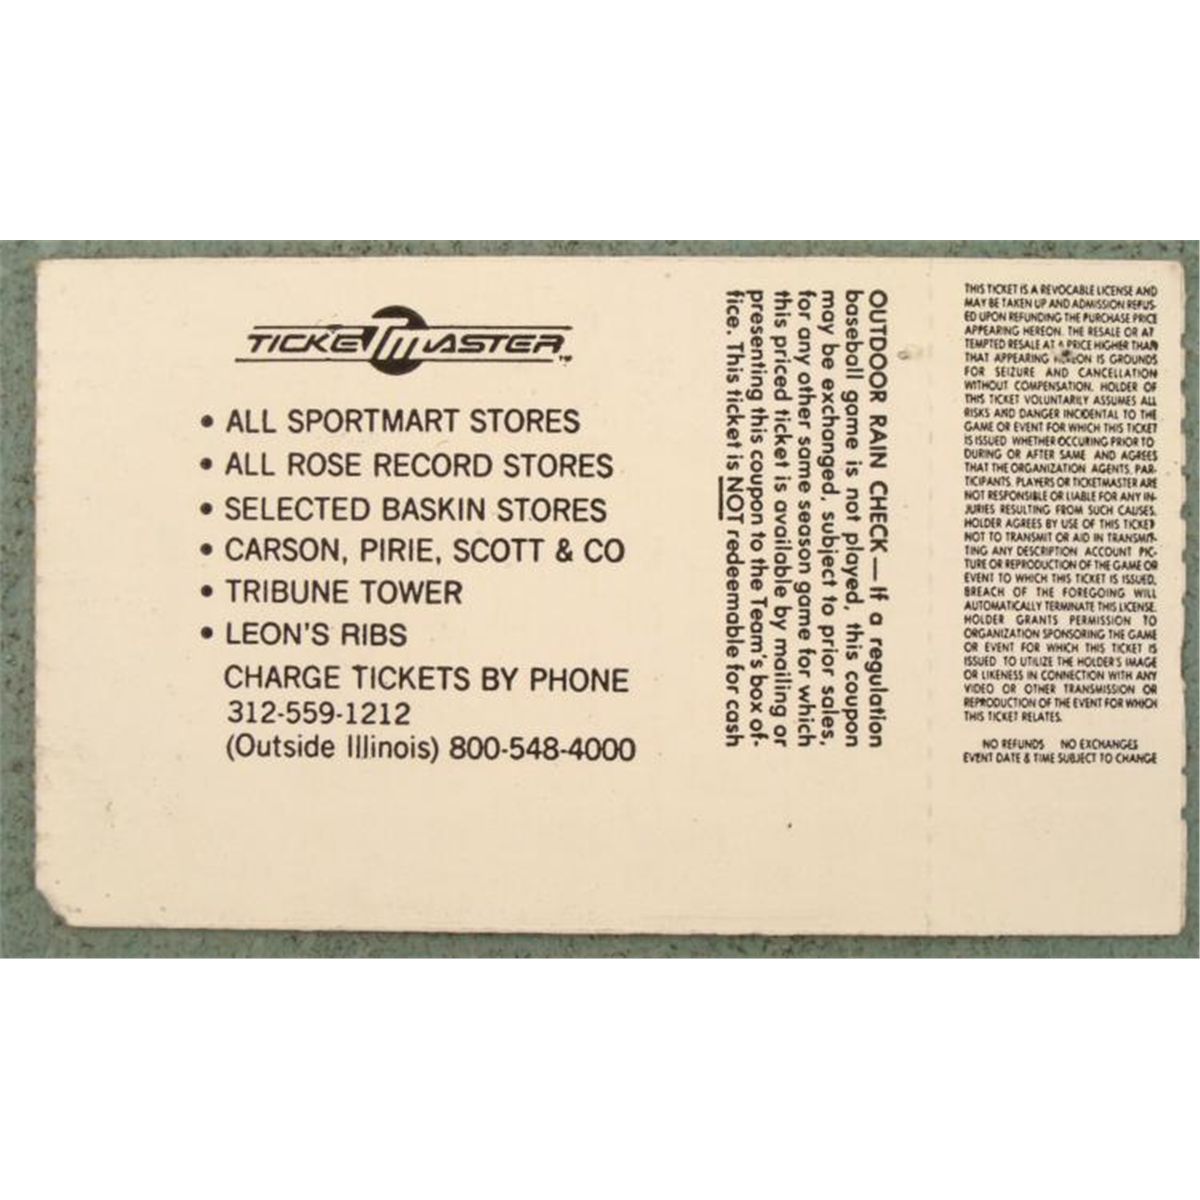 TICKETMASTER TM
• ALL SPORTMART STORES
• ALL ROSE RECORD STORES
• SELECTED BASKIN STORES
• CARSON, PIRIE, SCOTT & CO
• TRIBUNE TOWER
• LEON'S RIBS
CHARGE TICKETS BY PHONE
312-559-1212
(Outside Illinois) 800-548-4000
OUTDOOR RAIN CHECK — If a regulation
baseball game is not played, this coupon
may be exchanged, subject to prior sales,
for any other same season game for which
this priced ticket is available by mailing or
presenting this coupon to the Team's box of-
fice. This ticket is NOT redeemable for cash
THIS TICKET IS A REVOCABLE LICENSE AND
MAY BE TAKEN UP AND ADMISSION REFUS-
ED UPON REFUNDING THE PURCHASE PRICE
APPEARING HEREON. THE RESALE OR AT
TEMPTED RESALE AT A PRICE HIGHER THAN
THAT APPEARING HEREON IS GROUNDS
FOR SEIZURE AND CANCELLATION
WITHOUT COMPENSATION. HOLDER OF
THIS TICKET VOLUNTARILY ASSUMES ALL
RISKS AND DANGER INCIDENTAL TO THE
GAME OR EVENT FOR WHICH THIS TICKET
IS ISSUED WHETHER OCCURING PRIOR TO
DURING OR AFTER SAME AND AGREES
THAT THE ORGANIZATION AGENTS, PAR-
TICIPANTS, PLAYERS OR TICKETMASTER ARE
NOT RESPONSIBLE OR LIABLE FOR ANY IN-
JURIES RESULTING FROM SUCH CAUSES.
HOLDER AGREES BY USE OF THIS TICKET
NOT TO TRANSMIT OR AID IN TRANSMIT-
TING ANY DESCRIPTION ACCOUNT PIC-
TURE OR REPRODUCTION OF THE GAME OR
EVENT TO WHICH THIS TICKET IS ISSUED.
BREACH OF THE FOREGOING WILL
AUTOMATICALLY TERMINATE THIS LICENSE.
HOLDER GRANTS PERMISSION TO
ORGANIZATION SPONSORING THE GAME
OR EVENT FOR WHICH THIS TICKET IS
ISSUED TO UTILIZE THE HOLDER'S IMAGE
OR LIKENESS IN CONNECTION WITH ANY
VIDEO OR OTHER TRANSMISSION OR
REPRODUCTION OF THE EVENT FOR WHICH
THIS TICKET RELATES.
NO REFUNDS NO EXCHANGES
EVENT DATE & TIME SUBJECT TO CHANGE